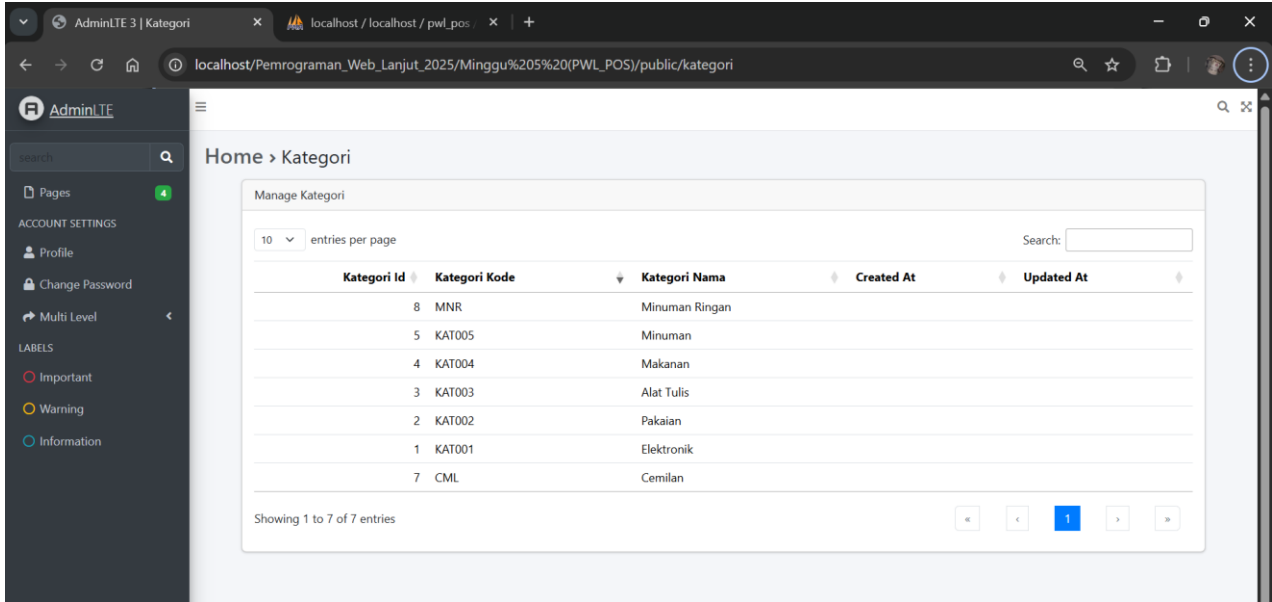 AdminLTE 3 | Kategori
localhost / localhost / pwl_pos /
localhost/Pemrograman_Web_Lanjut_2025/Minggu%205%20(PWL_POS)/public/kategori
AdminLTE
search
Home › Kategori
Pages 4
ACCOUNT SETTINGS
Profile
Change Password
Multi Level
LABELS
Important
Warning
Information
Manage Kategori
10 entries per page Search:
Kategori Id Kategori Kode Kategori Nama Created At Updated At
8 MNR Minuman Ringan
5 KAT005 Minuman
4 KAT004 Makanan
3 KAT003 Alat Tulis
2 KAT002 Pakaian
1 KAT001 Elektronik
7 CML Cemilan
Showing 1 to 7 of 7 entries « ‹ 1 › »